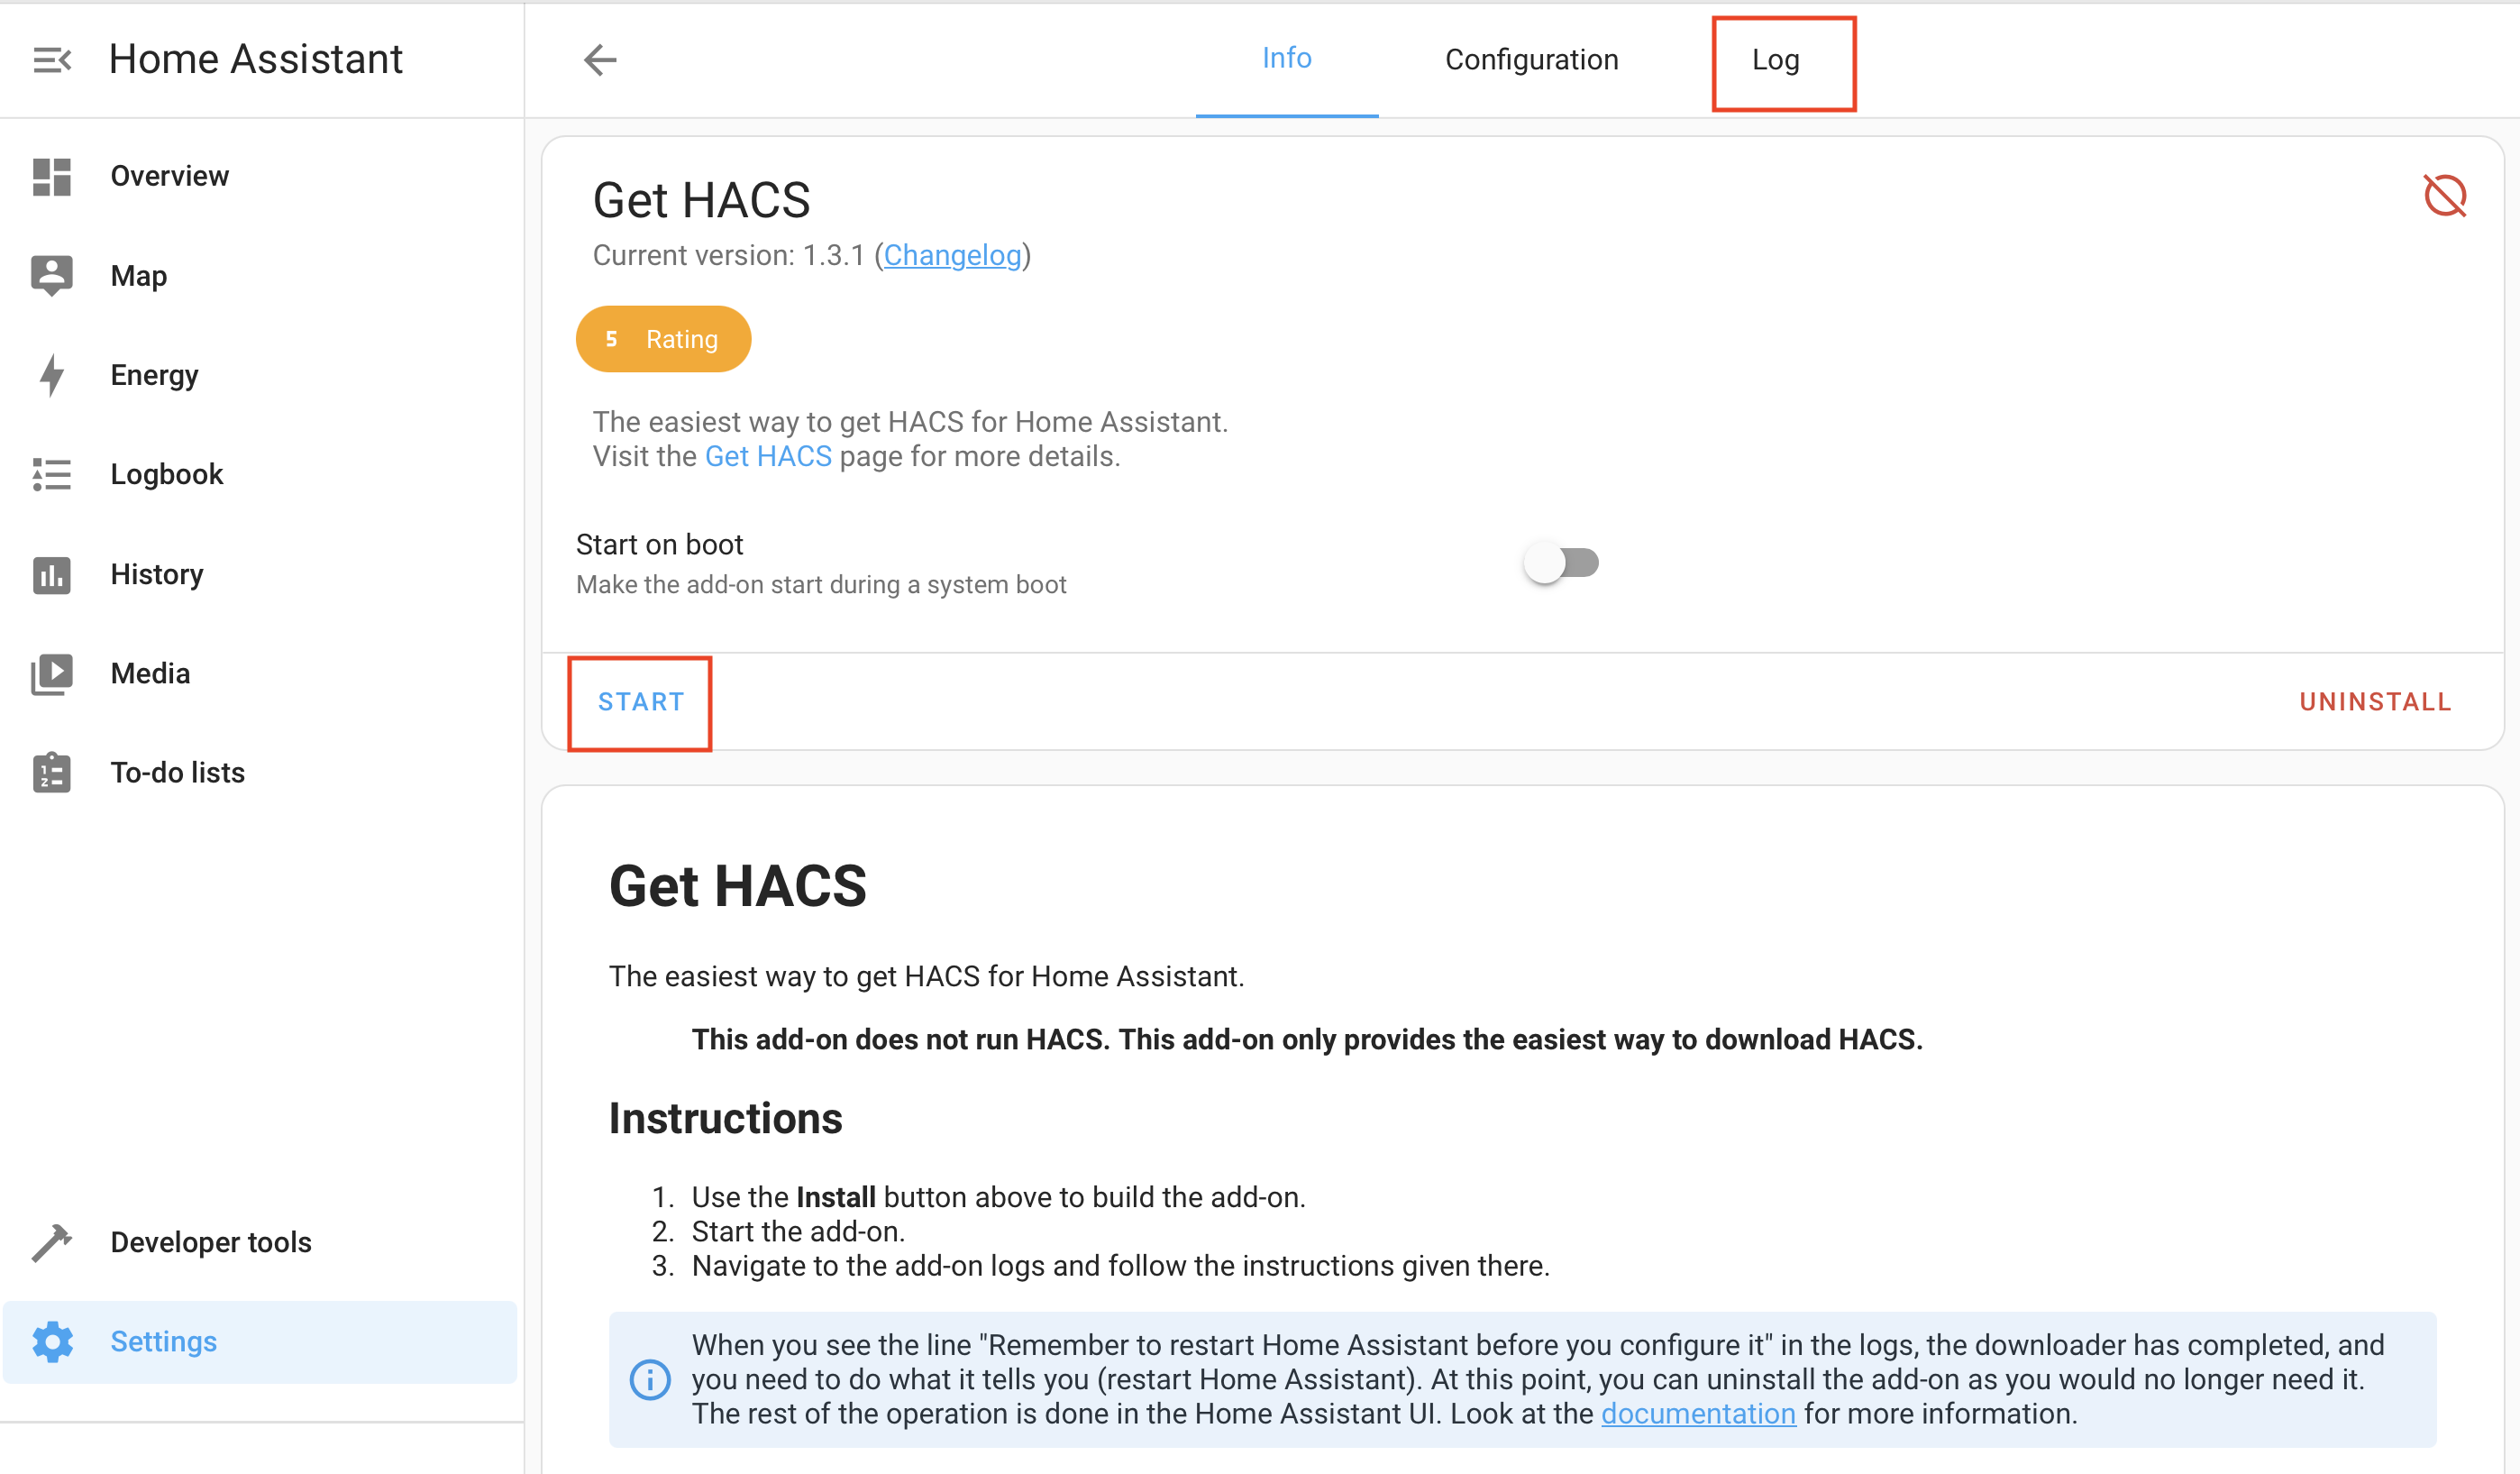 Home Assistant
Info
Configuration
Log
Overview
Map
Energy
Logbook
History
Media
To-do lists
Developer tools
Settings
Get HACS
Current version: 1.3.1 (Changelog)
5 Rating
The easiest way to get HACS for Home Assistant.
Visit the Get HACS page for more details.
Start on boot
Make the add-on start during a system boot
START
UNINSTALL
Get HACS
The easiest way to get HACS for Home Assistant.
This add-on does not run HACS. This add-on only provides the easiest way to download HACS.
Instructions
1. Use the Install button above to build the add-on.
2. Start the add-on.
3. Navigate to the add-on logs and follow the instructions given there.
When you see the line "Remember to restart Home Assistant before you configure it" in the logs, the downloader has completed, and
you need to do what it tells you (restart Home Assistant). At this point, you can uninstall the add-on as you would no longer need it.
The rest of the operation is done in the Home Assistant UI. Look at the documentation for more information.